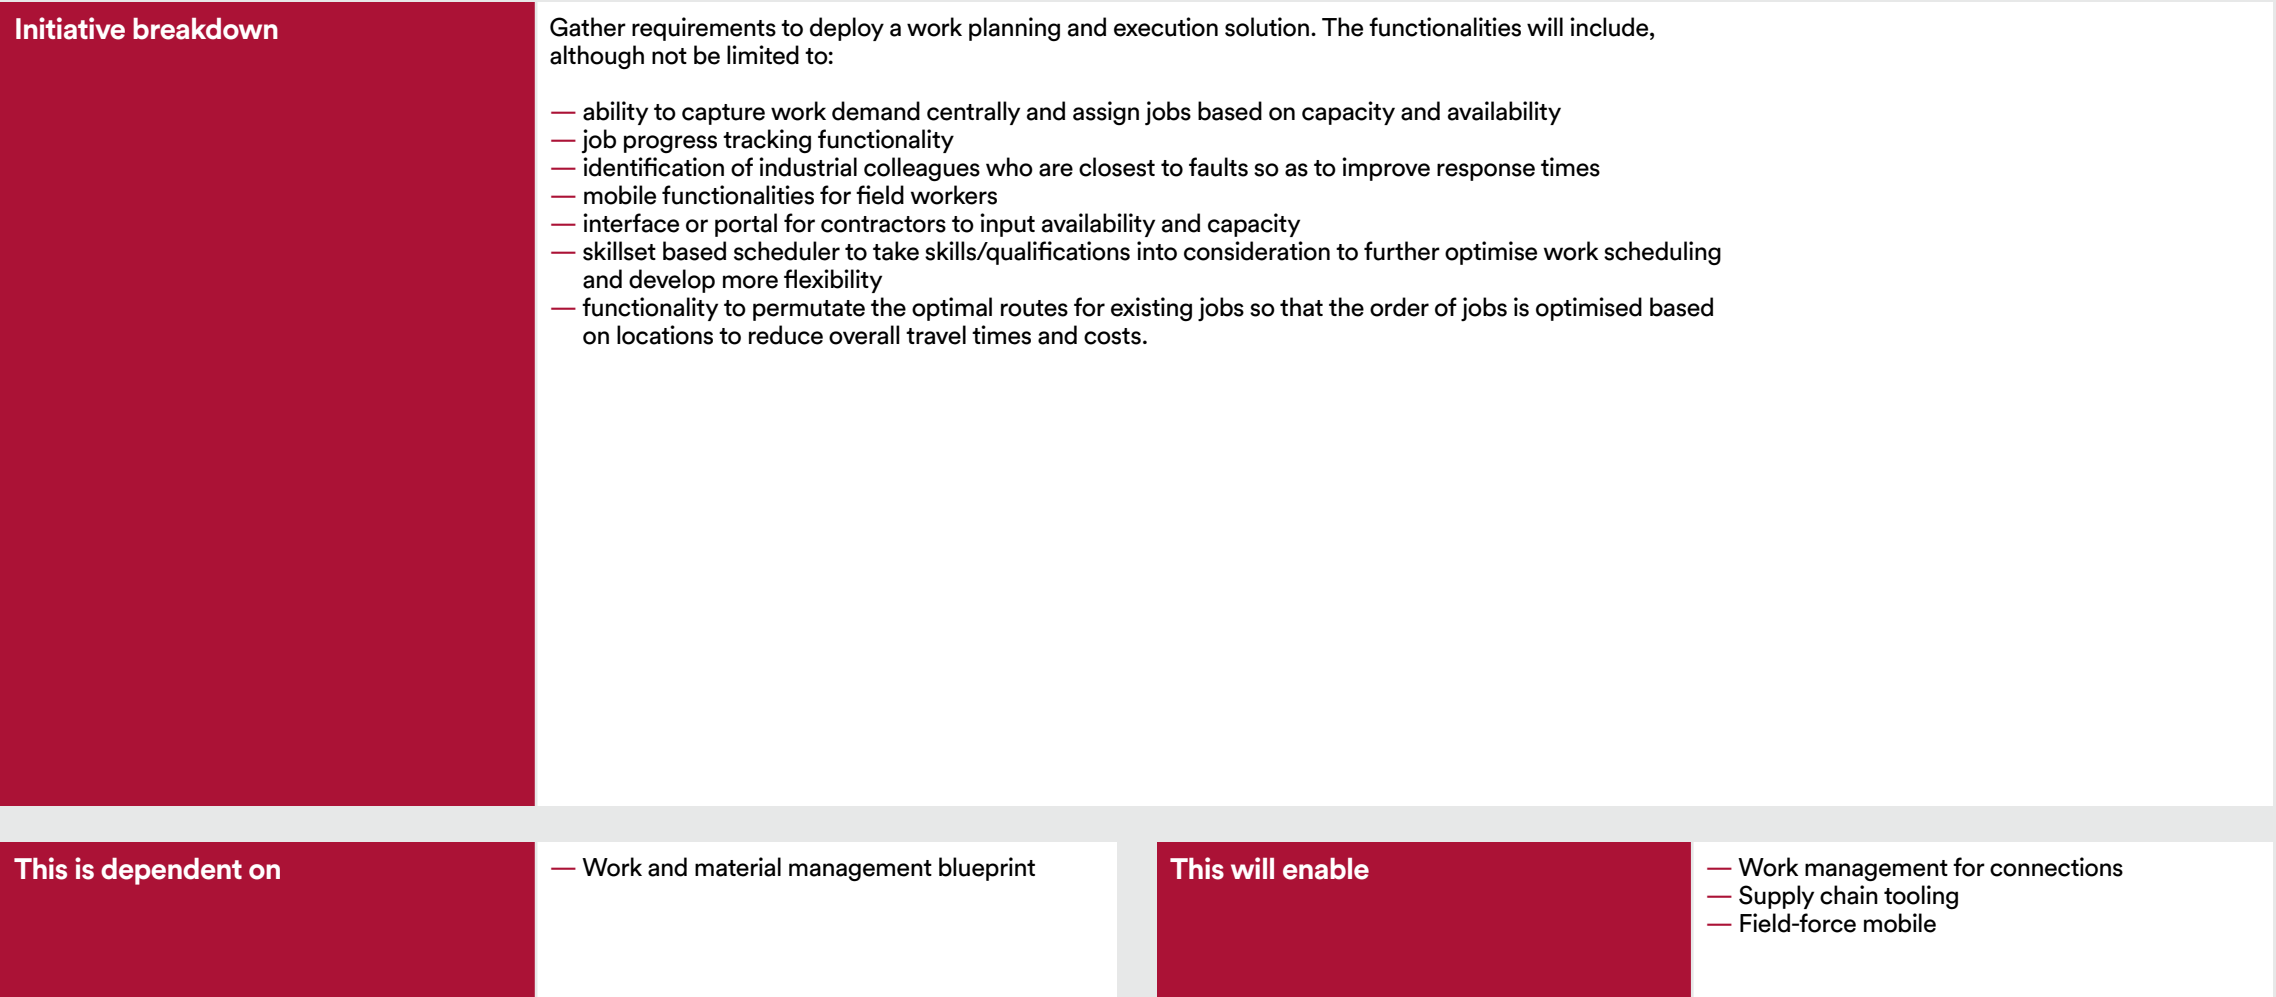 Initiative breakdown
Gather requirements to deploy a work planning and execution solution. The functionalities will include,
although not be limited to:
— ability to capture work demand centrally and assign jobs based on capacity and availability
— job progress tracking functionality
— identification of industrial colleagues who are closest to faults so as to improve response times
— mobile functionalities for field workers
— interface or portal for contractors to input availability and capacity
— skillset based scheduler to take skills/qualifications into consideration to further optimise work scheduling
and develop more flexibility
— functionality to permutate the optimal routes for existing jobs so that the order of jobs is optimised based
on locations to reduce overall travel times and costs.
This is dependent on
— Work and material management blueprint
This will enable
— Work management for connections
— Supply chain tooling
— Field-force mobile